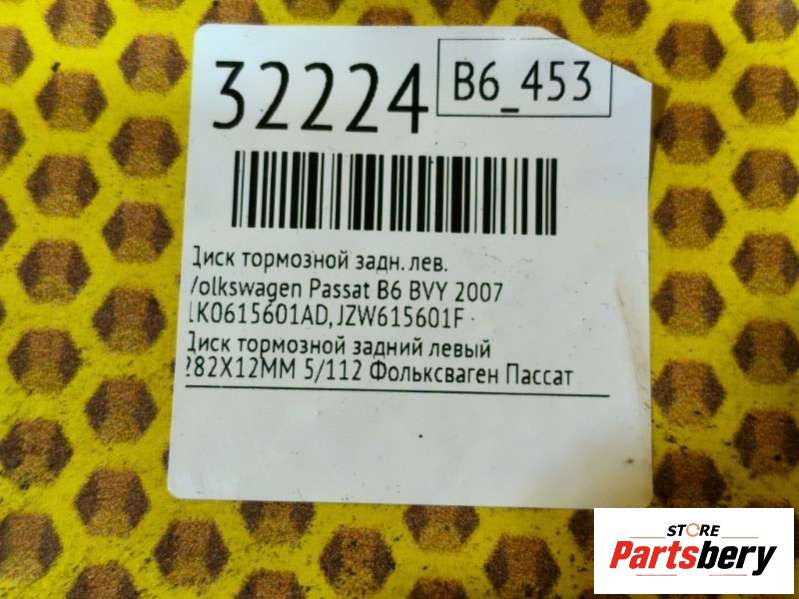 32224
B6_453
Диск тормозной задн. лев.
Volkswagen Passat B6 BVY 2007
1K0615601AD, JZW615601F
Диск тормозной задний левый
282X12MM 5/112 Фольксваген Пассат
STORE
Partsbery